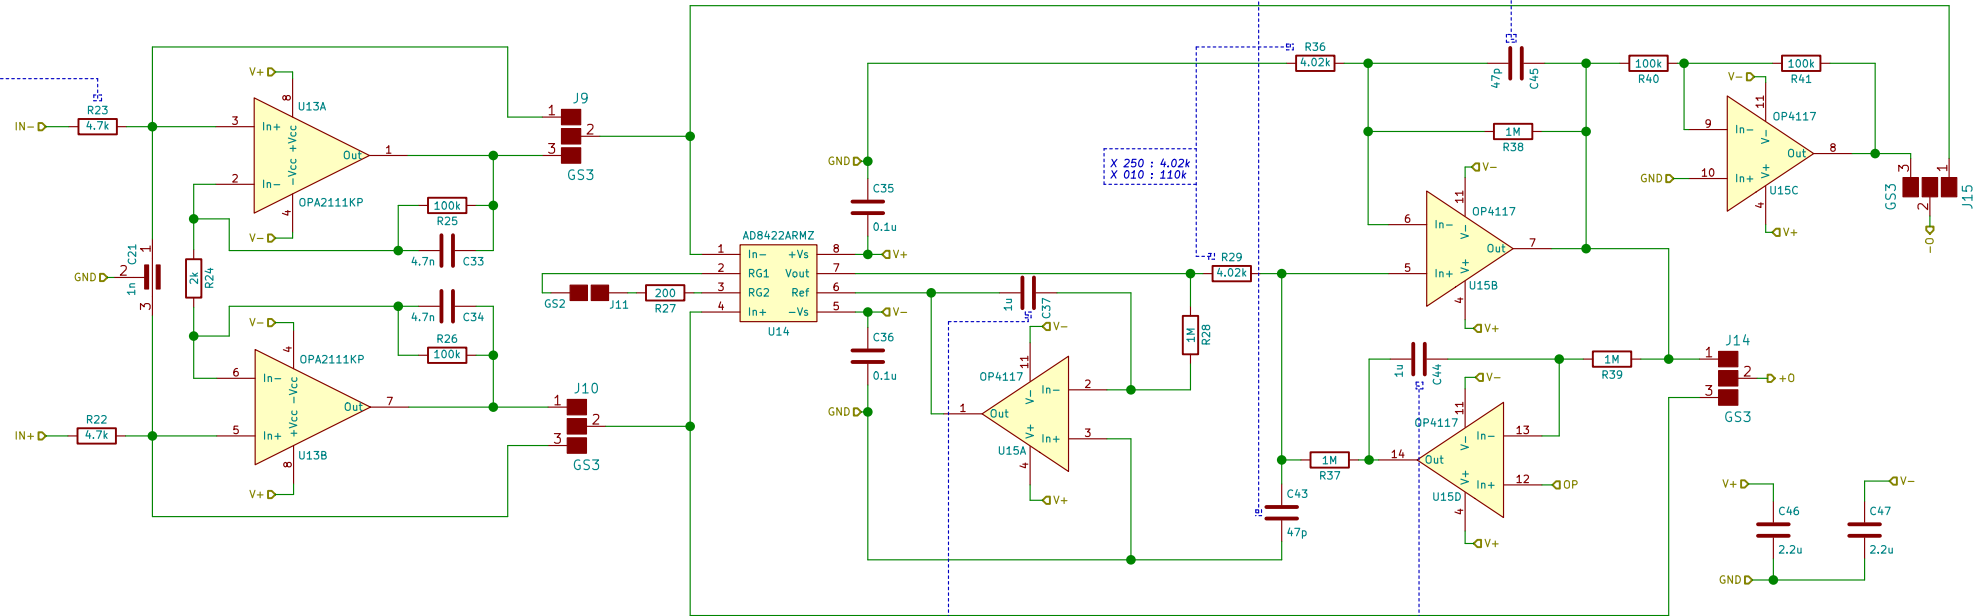 IN-
R23
4.7k
V+
8
U13A
3
In+
+Vcc
-Vcc
Out
1
2
In-
4
OPA2111KP
V-
100k
R25
4.7n
C33
GND
2
C21
1n
1
3
2k
R24
4.7n
C34
V-
4
R26
100k
OPA2111KP
6
In-
-Vcc
+Vcc
Out
7
5
In+
U13B
8
V+
IN+
R22
4.7k
J9
1
2
3
GS3
J10
1
2
3
GS3
GS2
J11
200
R27
AD8422ARMZ
1
In-
+Vs
8
V+
2
RG1
Vout
7
3
RG2
Ref
6
4
In+
-Vs
5
V-
U14
GND
C35
0.1u
C36
0.1u
GND
1u
C37
V-
11
OP4117
In-
2
V-
1
Out
V+
In+
3
U15A
4
V+
1M
R28
R29
4.02k
X 250 : 4.02k
X 010 : 110k
R36
4.02k
47p
C45
1M
R38
V-
11
OP4117
6
In-
V-
Out
7
5
In+
V+
U15B
4
V+
1u
C44
1M
R39
V-
11
OP4117
In-
13
V-
14
Out
V+
In+
12
OP
U15D
4
V+
1M
R37
C43
47p
100k
R40
100k
R41
V-
11
OP4117
9
In-
V-
Out
8
GND
10
In+
V+
U15C
4
V+
GS3
3
2
1
J15
-O
J14
1
2
+O
3
GS3
V+
C46
2.2u
V-
C47
2.2u
GND